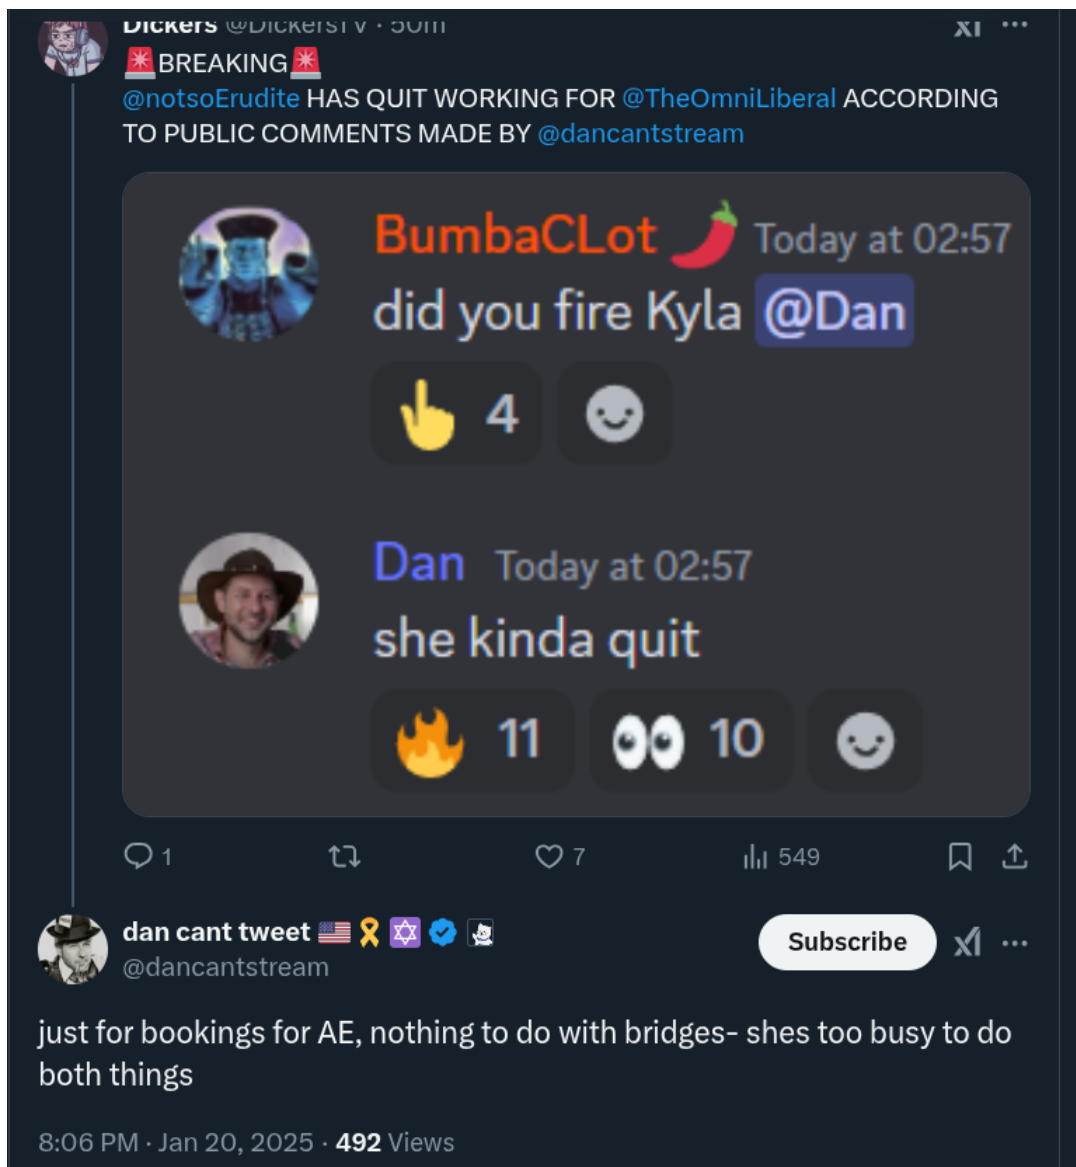 Dickers @DickersTV · 50m
🚨BREAKING🚨
@notsoErudite HAS QUIT WORKING FOR @TheOmniLiberal ACCORDING
TO PUBLIC COMMENTS MADE BY @dancantstream
BumbaCLot 🌶️ Today at 02:57
did you fire Kyla @Dan
👆 4
Dan Today at 02:57
she kinda quit
🔥 11 👀 10
1 7 549
dan cant tweet 🇺🇸 🎗️ 🔯
Subscribe
@dancantstream
just for bookings for AE, nothing to do with bridges- shes too busy to do
both things
8:06 PM · Jan 20, 2025 · 492 Views